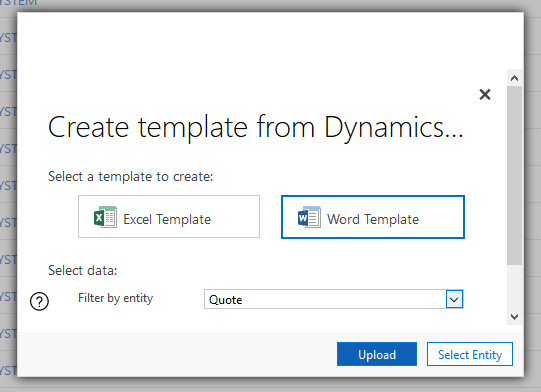 YSTEM
YST
YST
YST
YST
YST
YST
YST
YST
YST
YST
Create template from Dynamics...
Select a template to create:
Excel Template
Word Template
Select data:
? Filter by entity
Quote
Upload
Select Entity